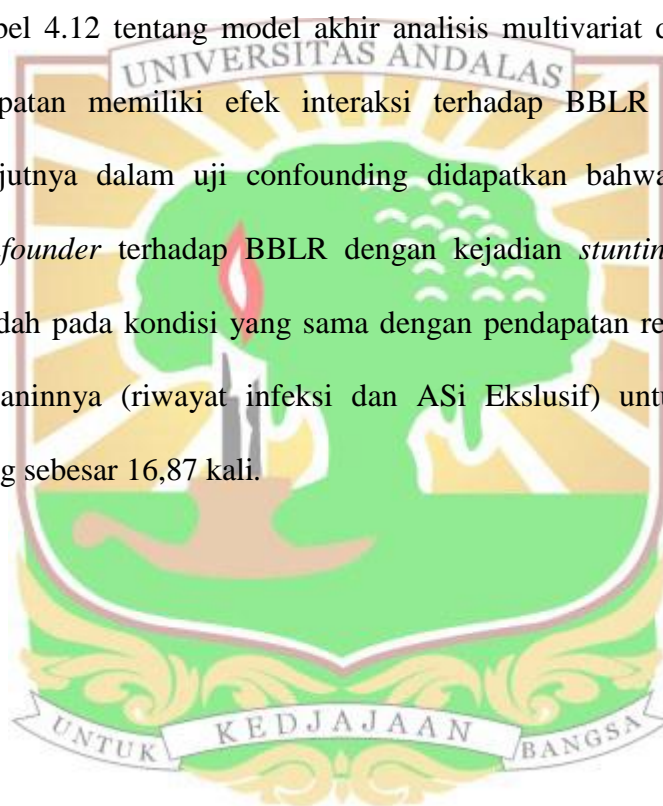 bel 4.12 tentang model akhir analisis multivariat
UNIVERSITAS ANDALAS
patan memiliki efek interaksi terhadap BBLR
jutnya dalam uji confounding didapatkan bahwa
founder terhadap BBLR dengan kejadian stunting
dah pada kondisi yang sama dengan pendapatan re
aninnya (riwayat infeksi dan ASi Ekslusif) untu
g sebesar 16,87 kali.
UNTUK KEDJAJAAN BANGSA